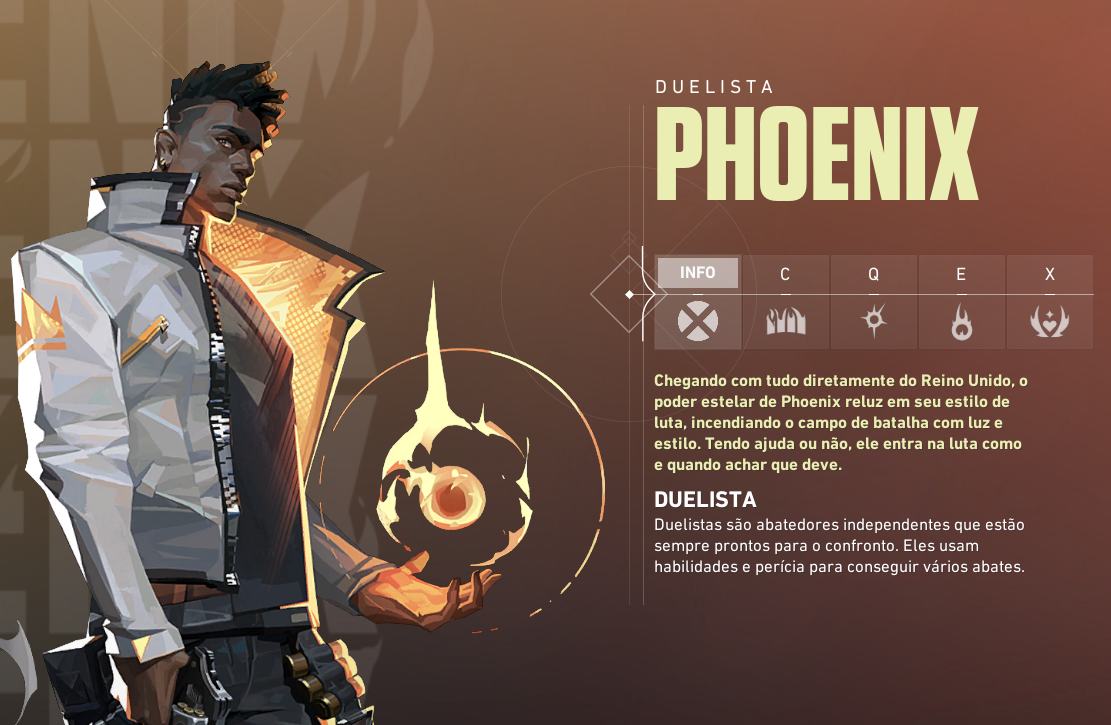 DUELISTA
PHOENIX
INFO C Q E X
Chegando com tudo diretamente do Reino Unido, o
poder estelar de Phoenix reluz em seu estilo de
luta, incendiando o campo de batalha com luz e
estilo. Tendo ajuda ou não, ele entra na luta como
e quando achar que deve.
DUELISTA
Duelistas são abatedores independentes que estão
sempre prontos para o confronto. Eles usam
habilidades e perícia para conseguir vários abates.